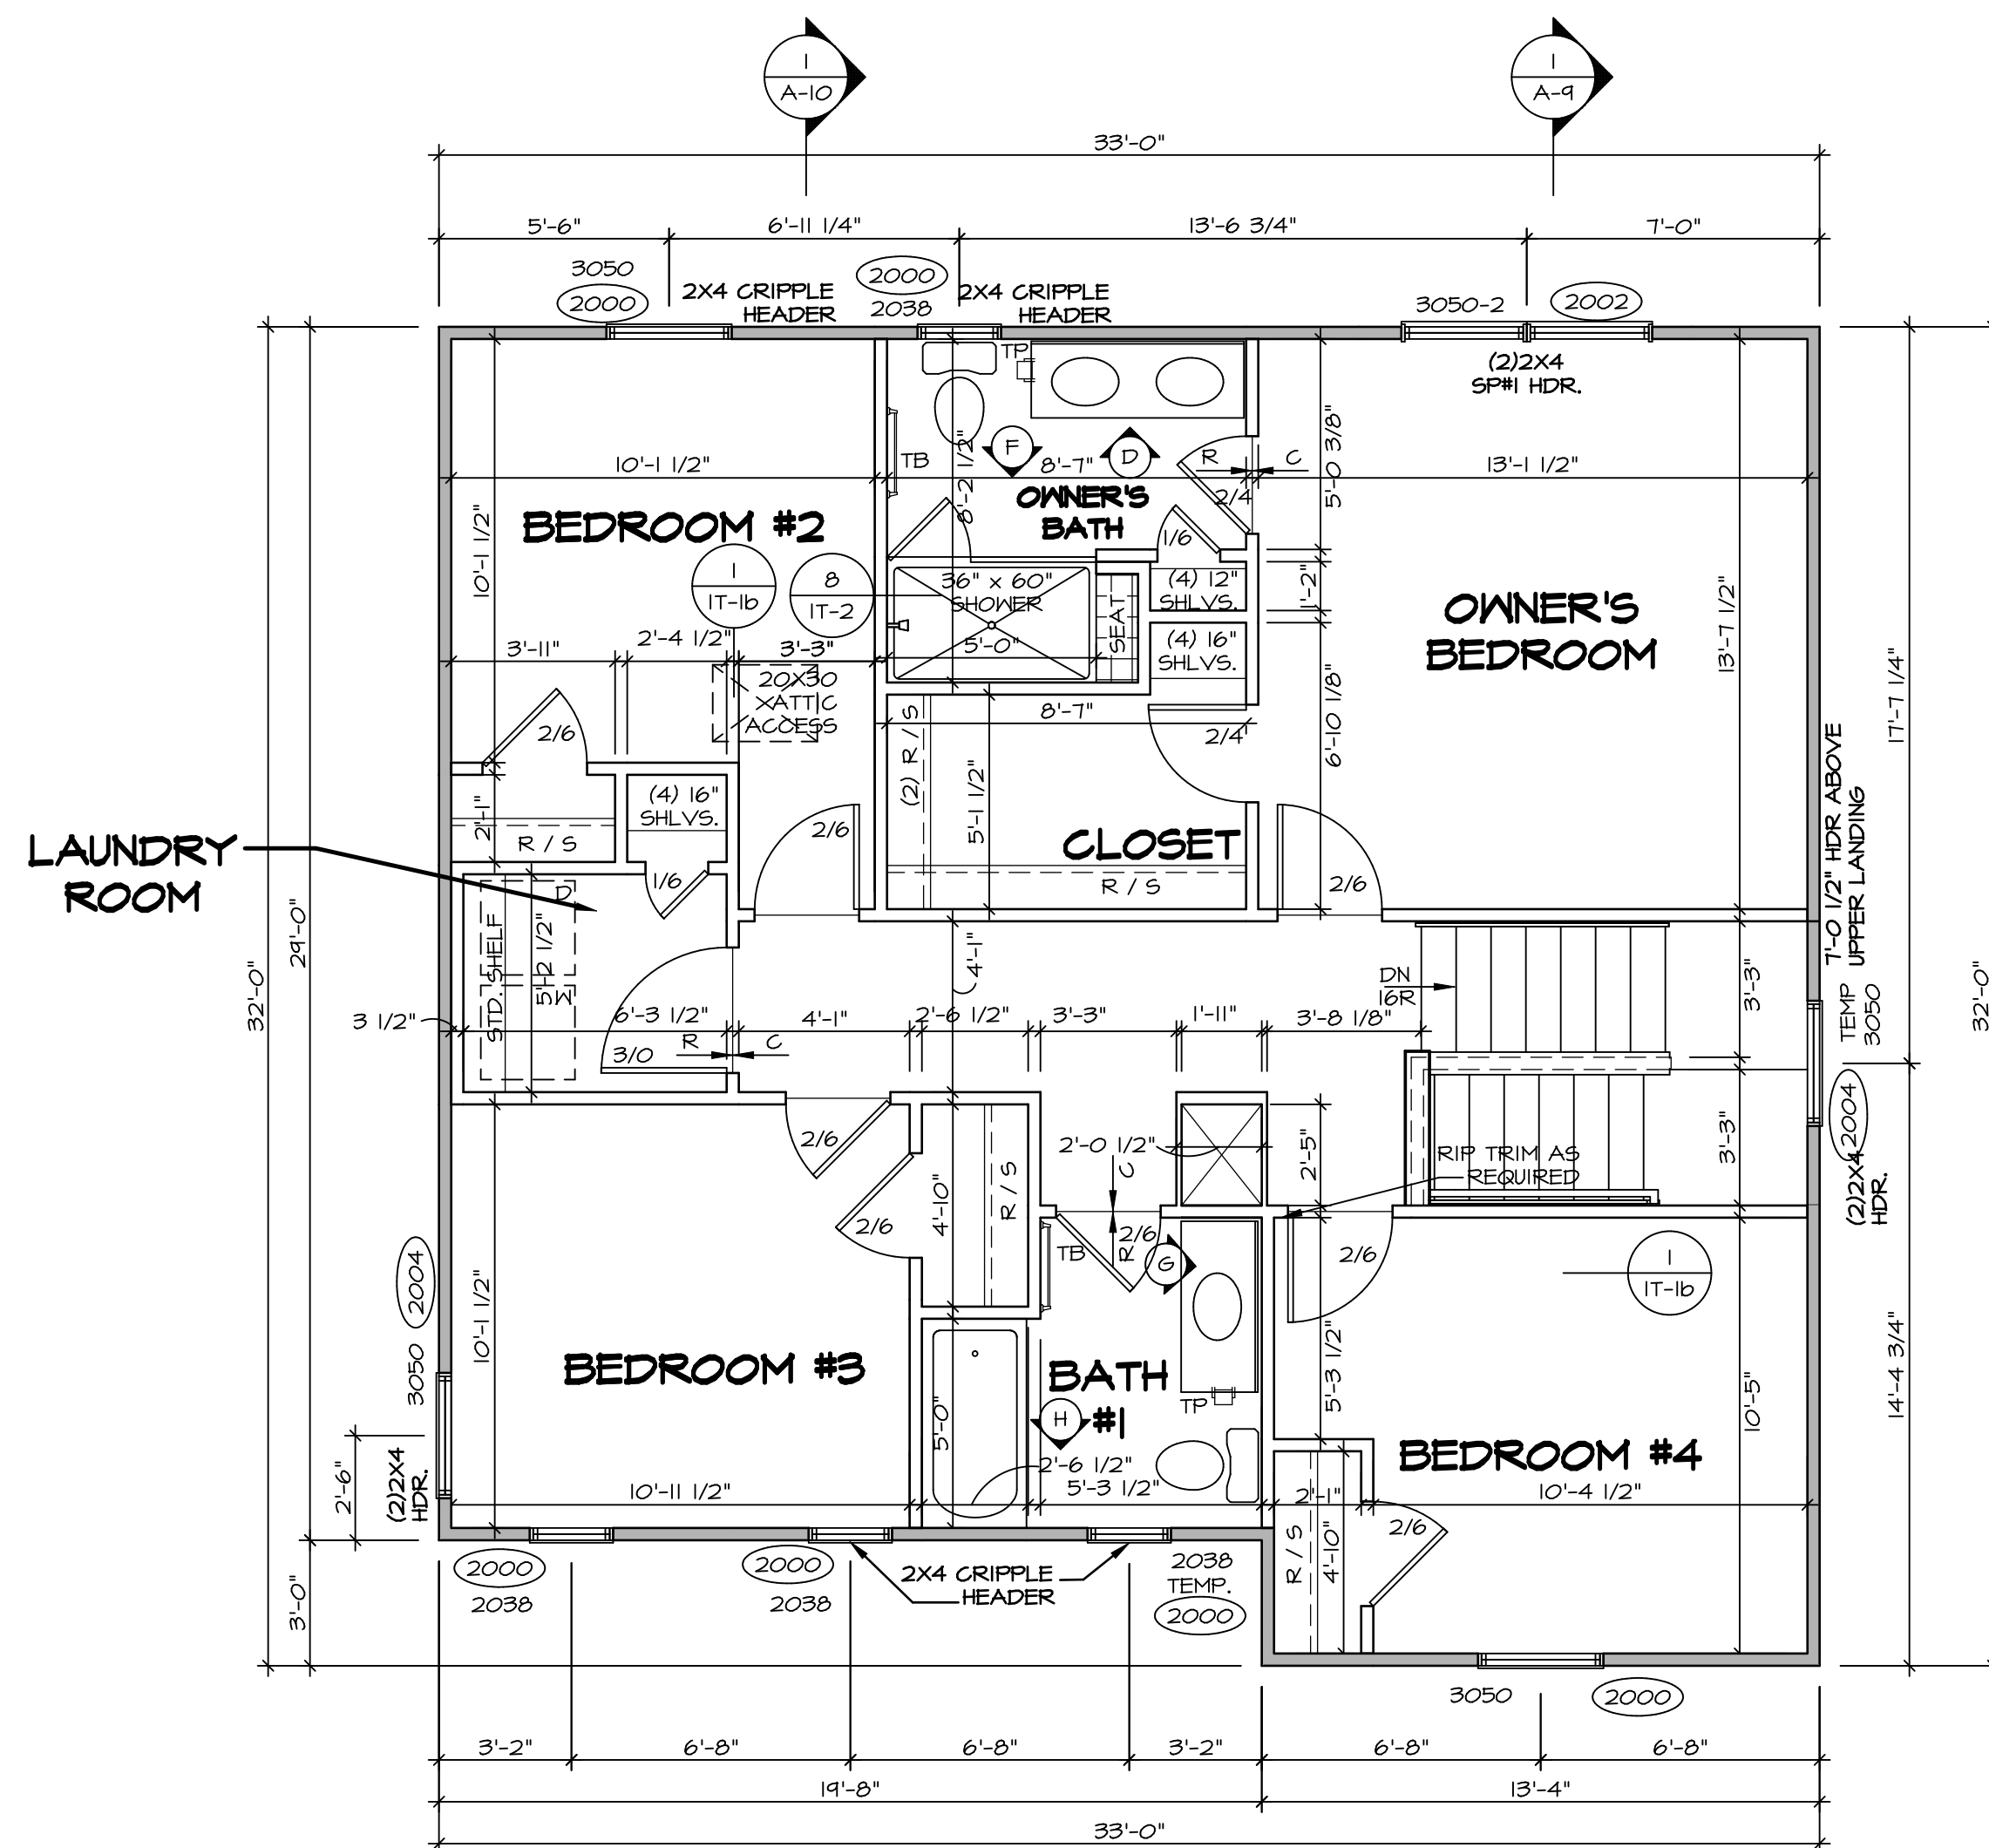 1
A-10
1
A-9
33'-0"
5'-6"
6'-11 1/4"
13'-6 3/4"
7'-0"
3050
2000
2X4 CRIPPLE
HEADER
2000
2038
2X4 CRIPPLE
HEADER
3050-2
2002
(2)2X4
SP#1 HDR.
TP
TB
F
D
R
C
10'-1 1/2"
8'-7"
13'-1 1/2"
8'-2 1/2"
5'-0 3/8"
2/4
OWNER'S
BATH
BEDROOM #2
10'-1 1/2"
1/6
1
1T-1b
8
1T-2
36" x 60"
SHOWER
5'-0"
SEAT
(4) 12"
SHLVS.
1'-2"
(4) 16"
SHLVS.
OWNER'S
BEDROOM
13'-7 1/2"
17'-7 1/4"
3'-11"
2'-4 1/2"
3'-3"
20X30
ATTIC
ACCESS
2/6
8'-7"
2/4
6'-10 1/8"
(2) R / S
5'-1 1/2"
CLOSET
R / S
2/6
2/6
2'-1"
R / S
(4) 16"
SHLVS.
1/6
LAUNDRY
ROOM
D
W
STD. SHELF
5'-2 1/2"
7'-0 1/2" HDR ABOVE
UPPER LANDING
29'-0"
32'-0"
32'-0"
4'-1"
DN
16R
3'-3"
TEMP
3050
2004
(2)2X4
HDR.
3 1/2"
6'-3 1/2"
4'-1"
2'-6 1/2"
3'-3"
1'-11"
3'-8 1/8"
3/0
R
C
2/6
2/6
4'-10"
R / S
2'-0 1/2"
C
R
2/6
2'-5"
RIP TRIM AS
REQUIRED
3'-3"
TB
G
2/6
1
1T-1b
2004
3050
(2)2X4
HDR.
2'-6"
10'-1 1/2"
BEDROOM #3
BATH
#1
H
TP
5'-3 1/2"
5'-0"
2'-6 1/2"
5'-3 1/2"
10'-11 1/2"
BEDROOM #4
10'-5"
14'-4 3/4"
2'-1"
10'-4 1/2"
R / S
4'-10"
2/6
3'-0"
2000
2038
2000
2038
2X4 CRIPPLE
HEADER
2038
TEMP.
2000
3050
2000
3'-2"
6'-8"
6'-8"
3'-2"
6'-8"
6'-8"
19'-8"
13'-4"
33'-0"